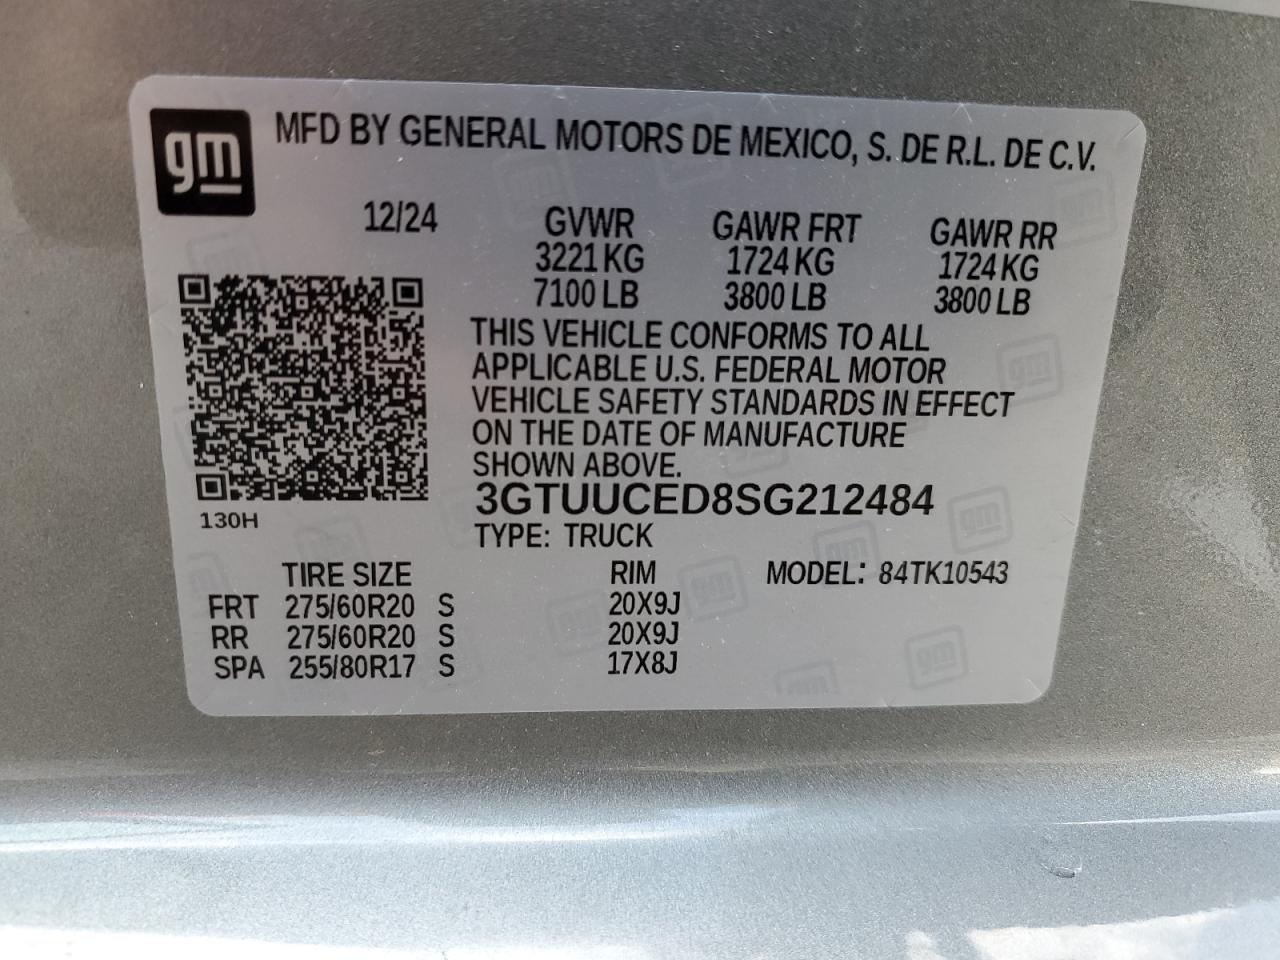 gm MFD BY GENERAL MOTORS DE MEXICO, S. DE R.L. DE C.V.
12/24 GVWR GAWR FRT GAWR RR
3221 KG 1724 KG 1724 KG
7100 LB 3800 LB 3800 LB
THIS VEHICLE CONFORMS TO ALL
APPLICABLE U.S. FEDERAL MOTOR
VEHICLE SAFETY STANDARDS IN EFFECT
ON THE DATE OF MANUFACTURE
SHOWN ABOVE.
3GTUUCED8SG212484
130H
TYPE: TRUCK
TIRE SIZE RIM MODEL: 84TK10543
FRT 275/60R20 S 20X9J
RR 275/60R20 S 20X9J
SPA 255/80R17 S 17X8J